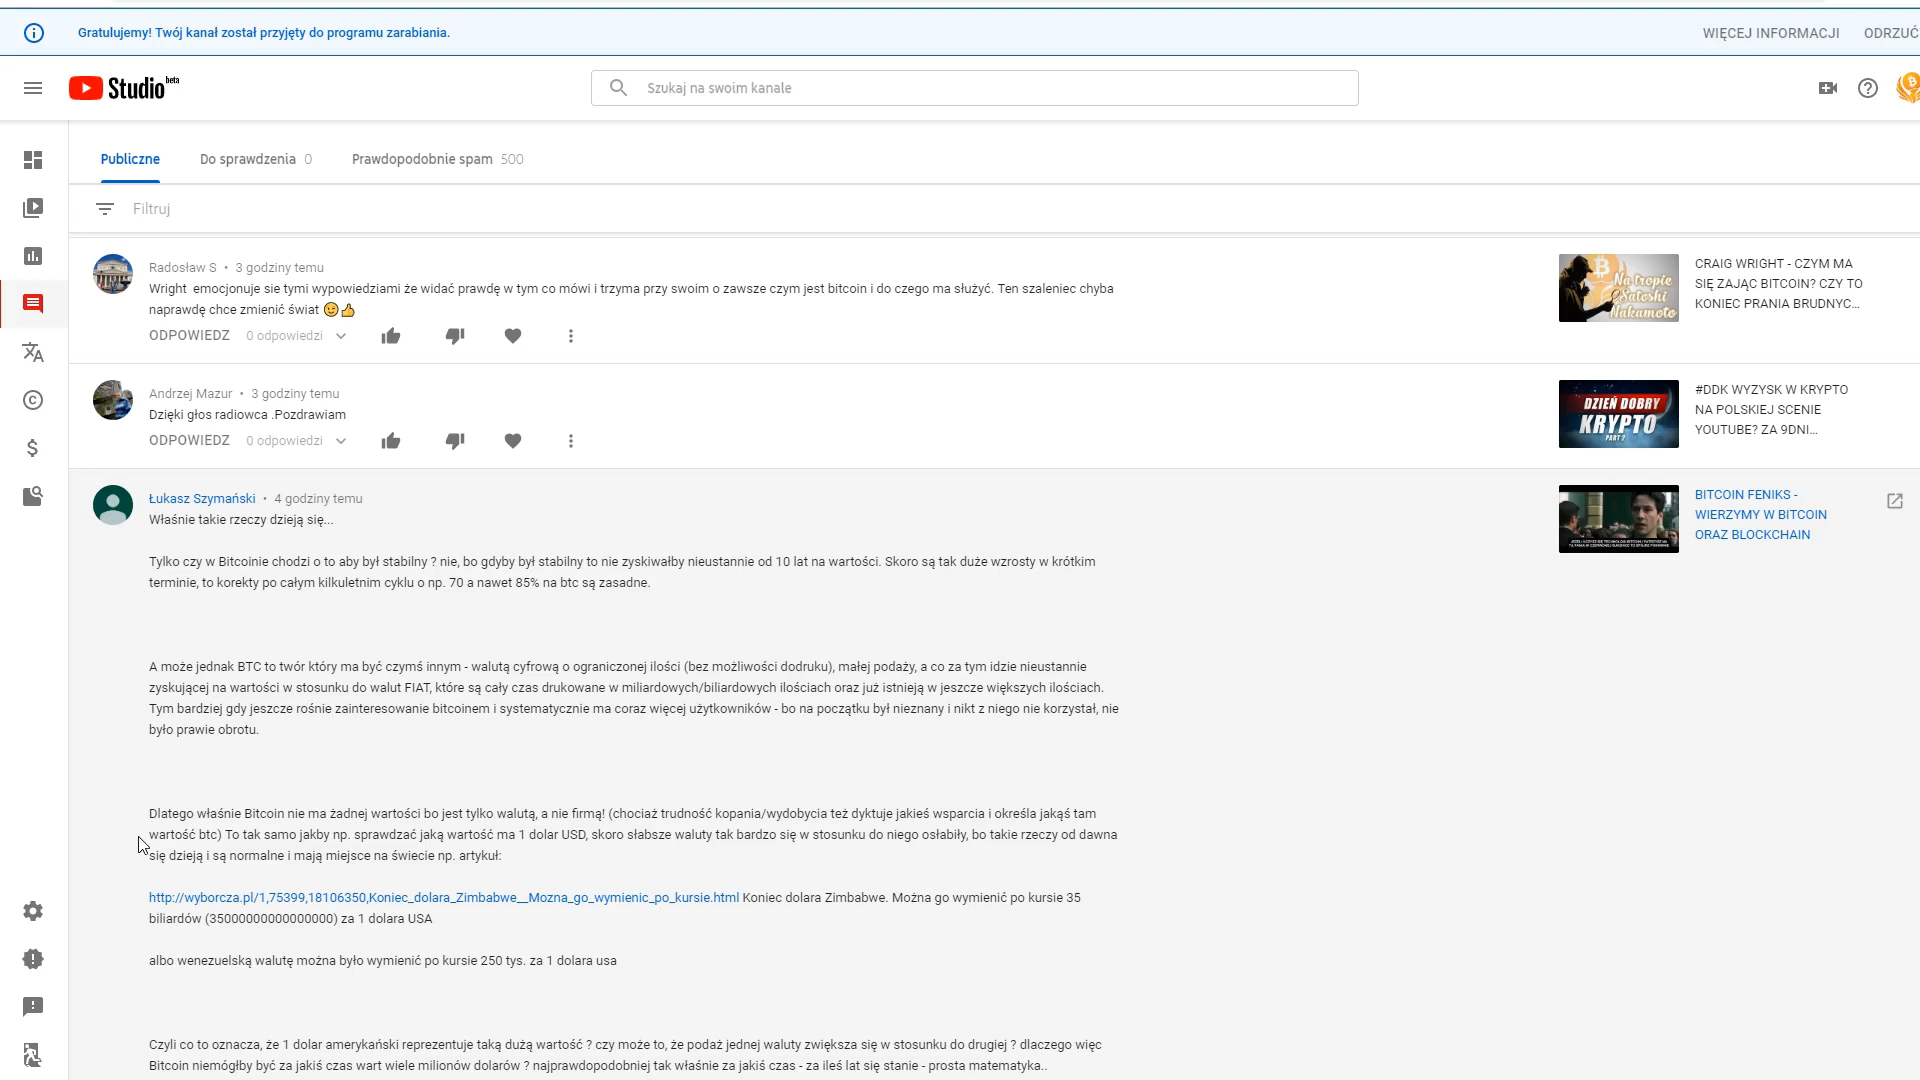 Gratulujemy! Twój kanał został przyjęty do programu zarabiania.
WIĘCEJ INFORMACJI
ODRZUĆ
Studio beta
Szukaj na swoim kanale
Publiczne
Do sprawdzenia 0
Prawdopodobnie spam 500
Filtruj
Radosław S • 3 godziny temu
Wright emocjonuje sie tymi wypowiedziami że widać prawdę w tym co mówi i trzyma przy swoim o zawsze czym jest bitcoin i do czego ma służyć. Ten szaleniec chyba
naprawdę chce zmienić świat 😉👍
ODPOWIEDZ 0 odpowiedzi
Na tropie
Satoshi
Nakamoto
CRAIG WRIGHT - CZYM MA
SIĘ ZAJĄC BITCOIN? CZY TO
KONIEC PRANIA BRUDNYC...
Andrzej Mazur • 3 godziny temu
Dzięki głos radiowca .Pozdrawiam
ODPOWIEDZ 0 odpowiedzi
DZIEŃ DOBRY
KRYPTO
PART 2
#DDK WYZYSK W KRYPTO
NA POLSKIEJ SCENIE
YOUTUBE? ZA 9DNI...
Łukasz Szymański • 4 godziny temu
Właśnie takie rzeczy dzieją się...
BITCOIN FENIKS -
WIERZYMY W BITCOIN
ORAZ BLOCKCHAIN
Tylko czy w Bitcoinie chodzi o to aby był stabilny ? nie, bo gdyby był stabilny to nie zyskiwałby nieustannie od 10 lat na wartości. Skoro są tak duże wzrosty w krótkim
terminie, to korekty po całym kilkuletnim cyklu o np. 70 a nawet 85% na btc są zasadne.
A może jednak BTC to twór który ma być czymś innym - walutą cyfrową o ograniczonej ilości (bez możliwości dodruku), małej podaży, a co za tym idzie nieustannie
zyskującej na wartości w stosunku do walut FIAT, które są cały czas drukowane w miliardowych/biliardowych ilościach oraz już istnieją w jeszcze większych ilościach.
Tym bardziej gdy jeszcze rośnie zainteresowanie bitcoinem i systematycznie ma coraz więcej użytkowników - bo na początku był nieznany i nikt z niego nie korzystał, nie
było prawie obrotu.
Dlatego właśnie Bitcoin nie ma żadnej wartości bo jest tylko walutą, a nie firmą! (chociaż trudność kopania/wydobycia też dyktuje jakieś wsparcia i określa jakąś tam
wartość btc) To tak samo jakby np. sprawdzać jaką wartość ma 1 dolar USD, skoro słabsze waluty tak bardzo się w stosunku do niego osłabiły, bo takie rzeczy od dawna
się dzieją i są normalne i mają miejsce na świecie np. artykuł:
http://wyborcza.pl/1,75399,18106350,Koniec_dolara_Zimbabwe__Mozna_go_wymienic_po_kursie.html Koniec dolara Zimbabwe. Można go wymienić po kursie 35
biliardów (35000000000000000) za 1 dolara USA
albo wenezuelską walutę można było wymienić po kursie 250 tys. za 1 dolara usa
Czyli co to oznacza, że 1 dolar amerykański reprezentuje taką dużą wartość ? czy może to, że podaż jednej waluty zwiększa się w stosunku do drugiej ? dlaczego więc
Bitcoin niemógłby być za jakiś czas wart wiele milionów dolarów ? najprawdopodobniej tak właśnie za jakiś czas - za ileś lat się stanie - prosta matematyka..